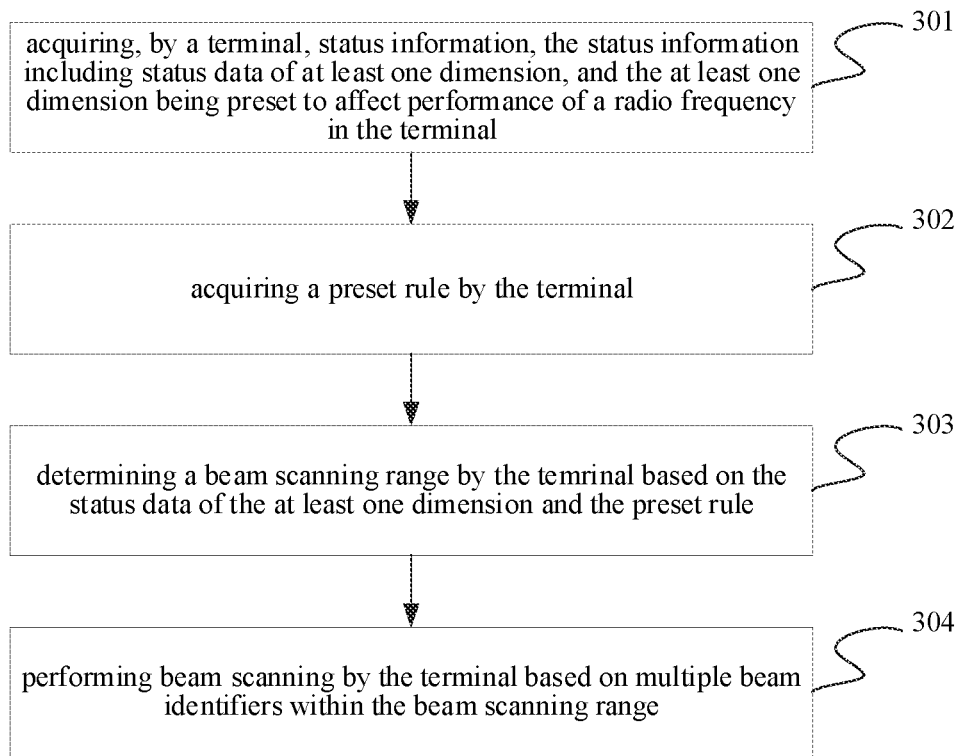 301
acquiring, by a terminal, status information, the status information
including status data of at least one dimension, and the at least one
dimension being preset to affect performance of a radio frequency
in the terminal
302
acquiring a preset rule by the terminal
303
determining a beam scanning range by the temrinal based on the
status data of the at least one dimension and the preset rule
304
performing beam scanning by the terminal based on multiple beam
identifiers within the beam scanning range